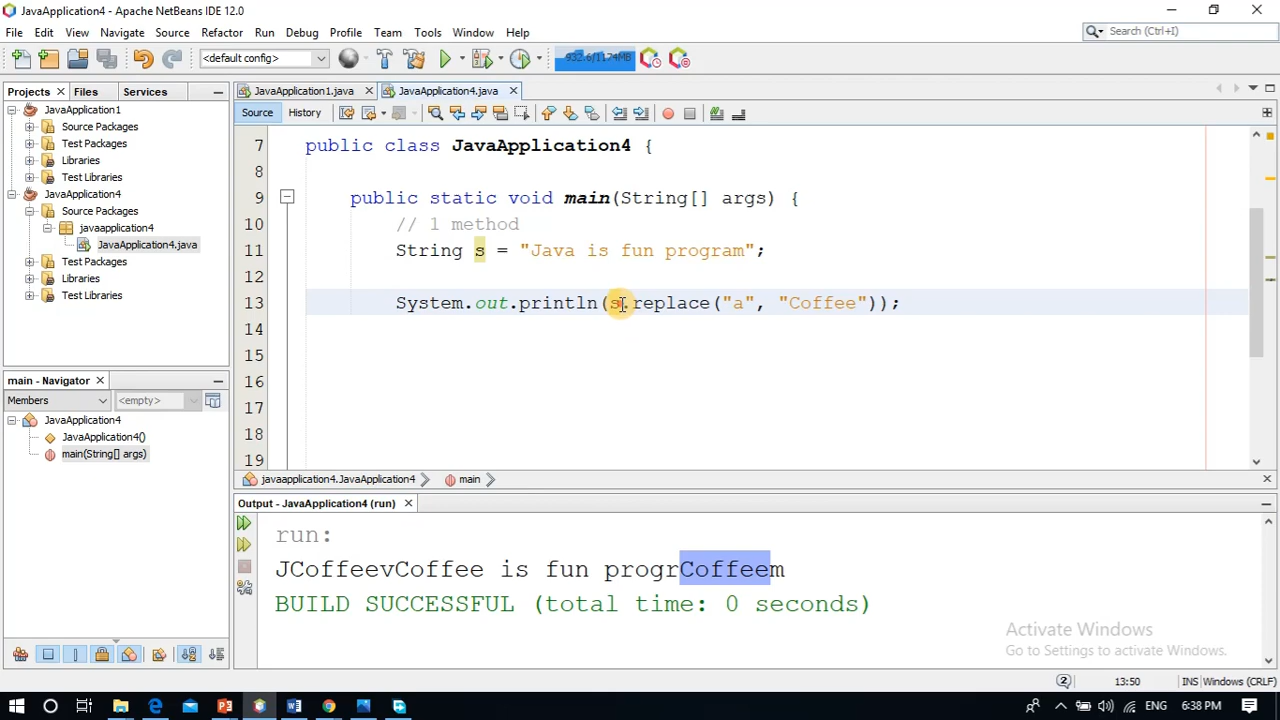 JavaApplication4 - Apache NetBeans IDE 12.0
File Edit View Navigate Source Refactor Run Debug Profile Team Tools Window Help
Search (Ctrl+I)
<default config>
932.6/1174MB
Projects Files Services
JavaApplication1.java JavaApplication4.java
Source History
JavaApplication1
Source Packages
Test Packages
Libraries
Test Libraries
JavaApplication4
Source Packages
javaapplication4
JavaApplication4.java
Test Packages
Libraries
Test Libraries
7 public class JavaApplication4 {
8
9 public static void main(String[] args) {
10 // 1 method
11 String s = "Java is fun program";
12
13 System.out.println(s.replace("a", "Coffee"));
14
15
16
17
18
19
main - Navigator
Members <empty>
JavaApplication4
JavaApplication4()
main(String[] args)
javaapplication4.JavaApplication4 main
Output - JavaApplication4 (run)
run:
JCoffeevCoffee is fun progrCoffeem
BUILD SUCCESSFUL (total time: 0 seconds)
Activate Windows
Go to Settings to activate Windows.
2 13:50 INS Windows (CRLF)
ENG 6:38 PM